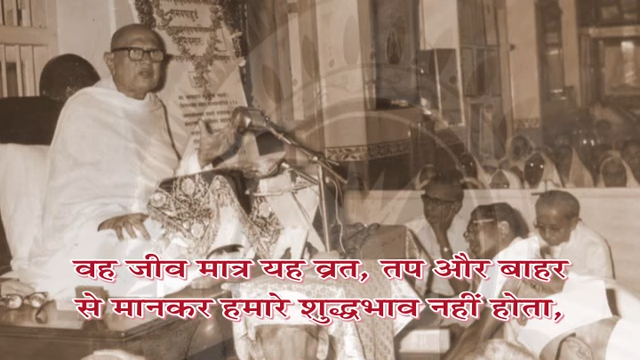 वह जीव मात्र यह व्रत, तप और बाहर
से मानकर हमारे शुद्धभाव नहीं होता,